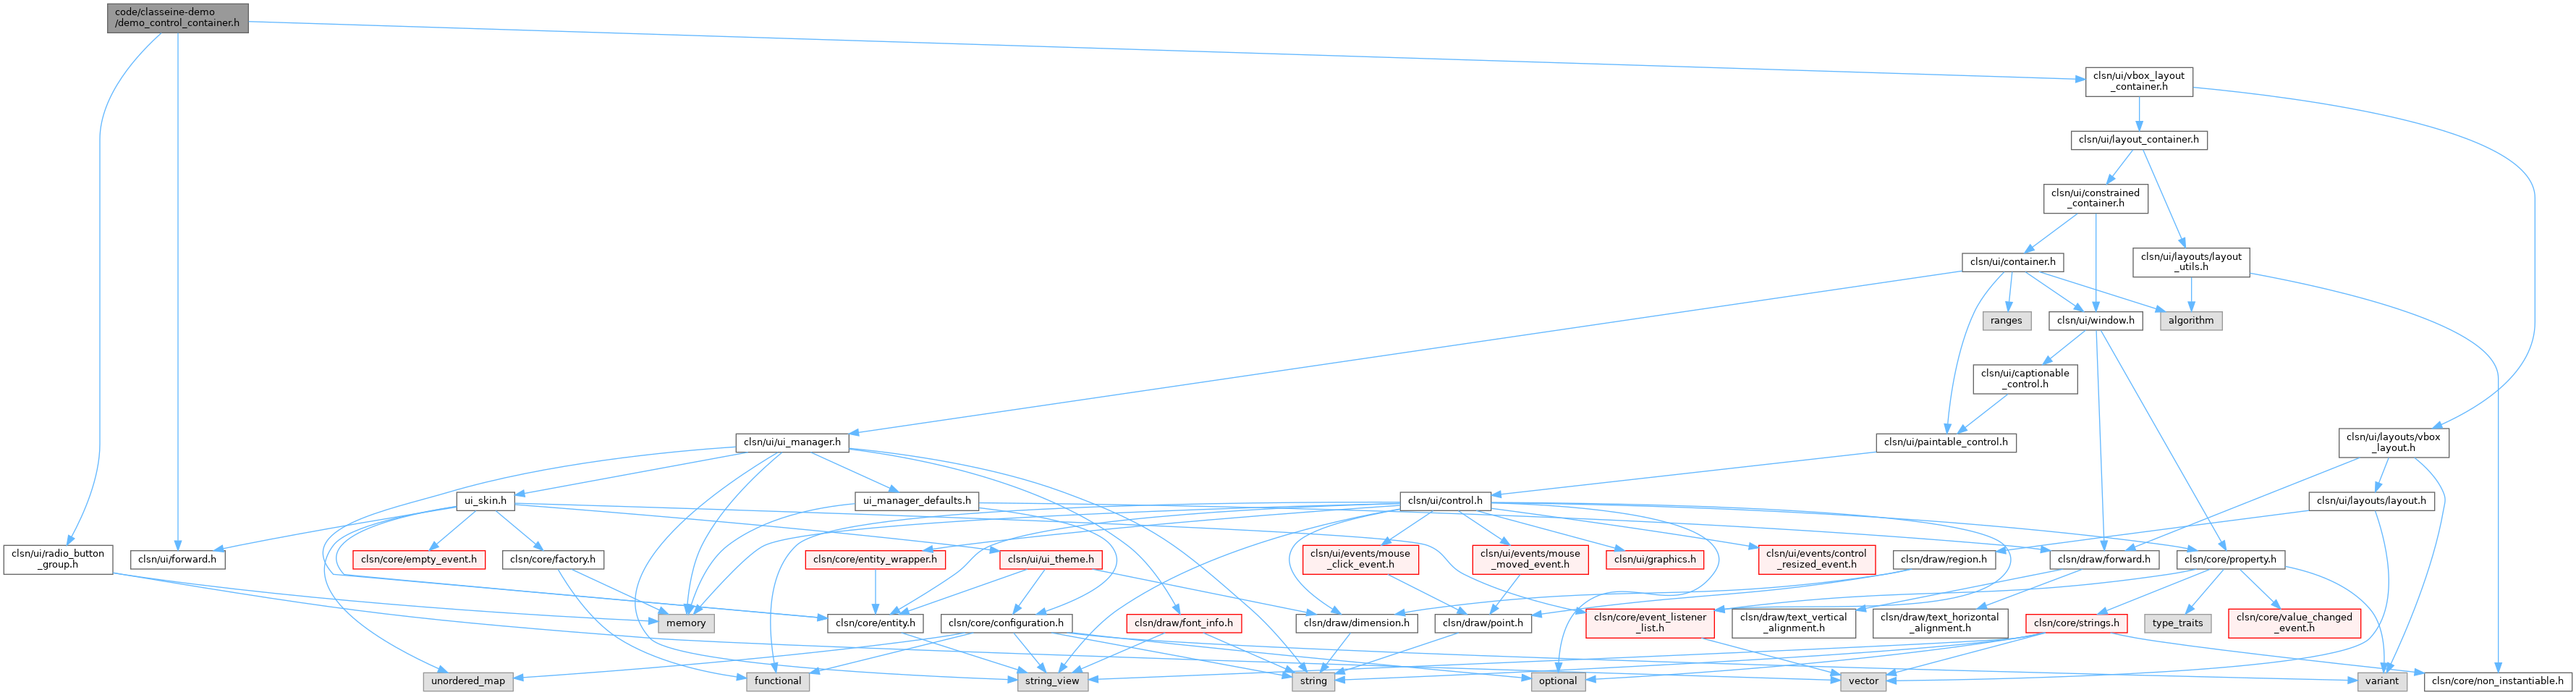 code/classeine-demo
/demo_control_container.h
clsn/ui/vbox_layout
_container.h
clsn/ui/layout_container.h
clsn/ui/constrained
_container.h
clsn/ui/container.h
clsn/ui/layouts/layout
_utils.h
ranges
clsn/ui/window.h
algorithm
clsn/ui/captionable
_control.h
clsn/ui/ui_manager.h
clsn/ui/paintable_control.h
clsn/ui/layouts/vbox
_layout.h
ui_skin.h
ui_manager_defaults.h
clsn/ui/control.h
clsn/ui/layouts/layout.h
clsn/ui/radio_button
_group.h
clsn/ui/forward.h
clsn/core/empty_event.h
clsn/core/factory.h
clsn/core/entity_wrapper.h
clsn/ui/ui_theme.h
clsn/ui/events/mouse
_click_event.h
clsn/ui/events/mouse
_moved_event.h
clsn/ui/graphics.h
clsn/ui/events/control
_resized_event.h
clsn/draw/region.h
clsn/draw/forward.h
clsn/core/property.h
memory
clsn/core/entity.h
clsn/core/configuration.h
clsn/draw/font_info.h
clsn/draw/dimension.h
clsn/draw/point.h
clsn/core/event_listener
_list.h
clsn/draw/text_vertical
_alignment.h
clsn/draw/text_horizontal
_alignment.h
clsn/core/strings.h
type_traits
clsn/core/value_changed
_event.h
unordered_map
functional
string_view
string
optional
vector
variant
clsn/core/non_instantiable.h